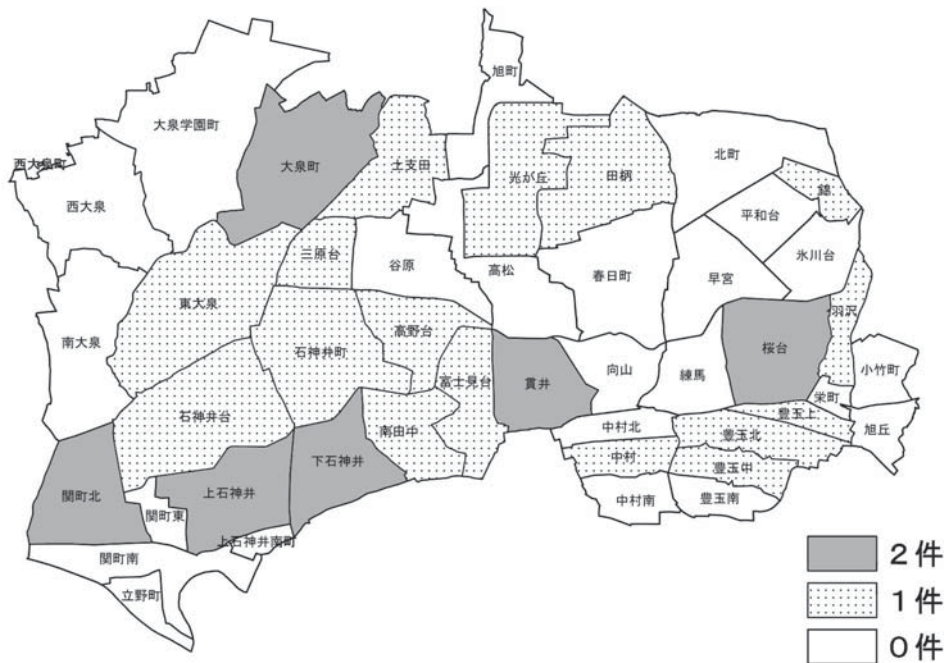 旭町
大泉学園町
北町
西大泉町
大泉町
土支田
光が丘
田柄
錦
西大泉
平和台
氷川台
三原台
谷原
高松
春日町
早宮
東大泉
羽沢
南大泉
石神井町
高野台
桜台
富士見台
貫井
向山
練馬
小竹町
栄町
石神井台
豊玉上
南田中
中村北
豊玉北
旭丘
下石神井
中村
豊玉中
関町北
上石神井
中村南
豊玉南
関町東
上石神井南町
関町南
立野町
2件
1件
0件